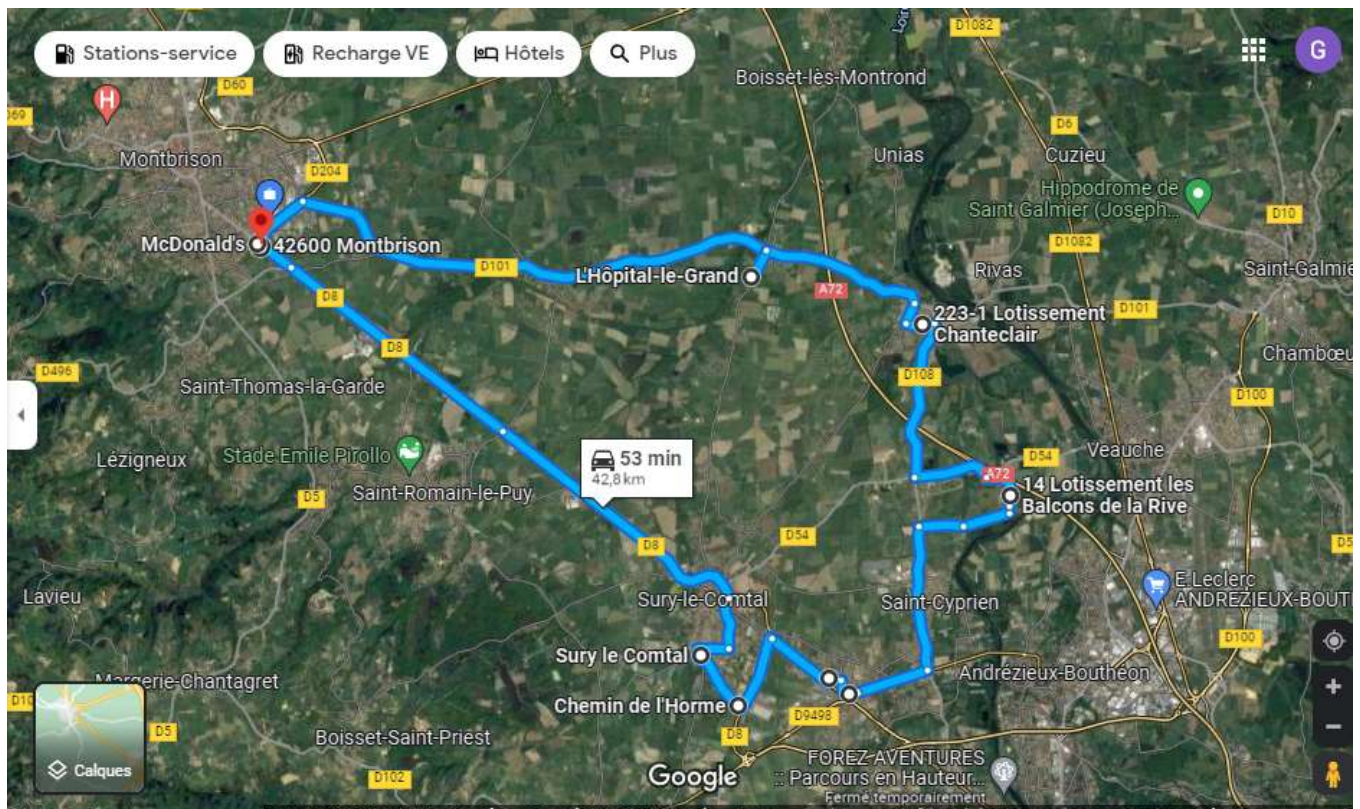 Stations-service
Recharge VE
Hôtels
Plus
G
D1082
Boisset-lès-Montrond
D60
H
D69
Montbrison
D204
Unias
D6
Cuzieu
Hippodrome de
Saint Galmier (Joseph...
D10
McDonald's
42600 Montbrison
D1082
D101
L'Hôpital-le-Grand
Rivas
Saint-Galmie
A72
D8
223-1 Lotissement
Chanteclair
D101
D8
Chambœu
D496
D108
Saint-Thomas-la-Garde
D100
Lézigneux
Stade Emile Pirollo
53 min
42,8 km
Veauche
D54
A72
14 Lotissement les
Balcons de la Rive
D5
Saint-Romain-le-Puy
D54
D8
D5
Lavieu
Sury-le-Comtal
Saint-Cyprien
E.Leclerc
ANDRÉZIEUX-BOUT
D100
Sury le Comtal
Margerie-Chantagret
Andrézieux-Bouthéon
Chemin de l'Horme
D9498
D5
D8
Boisset-Saint-Priest
FOREZ AVENTURES
:: Parcours en Hauteur...
Fermé temporairement
Calques
D102
Google